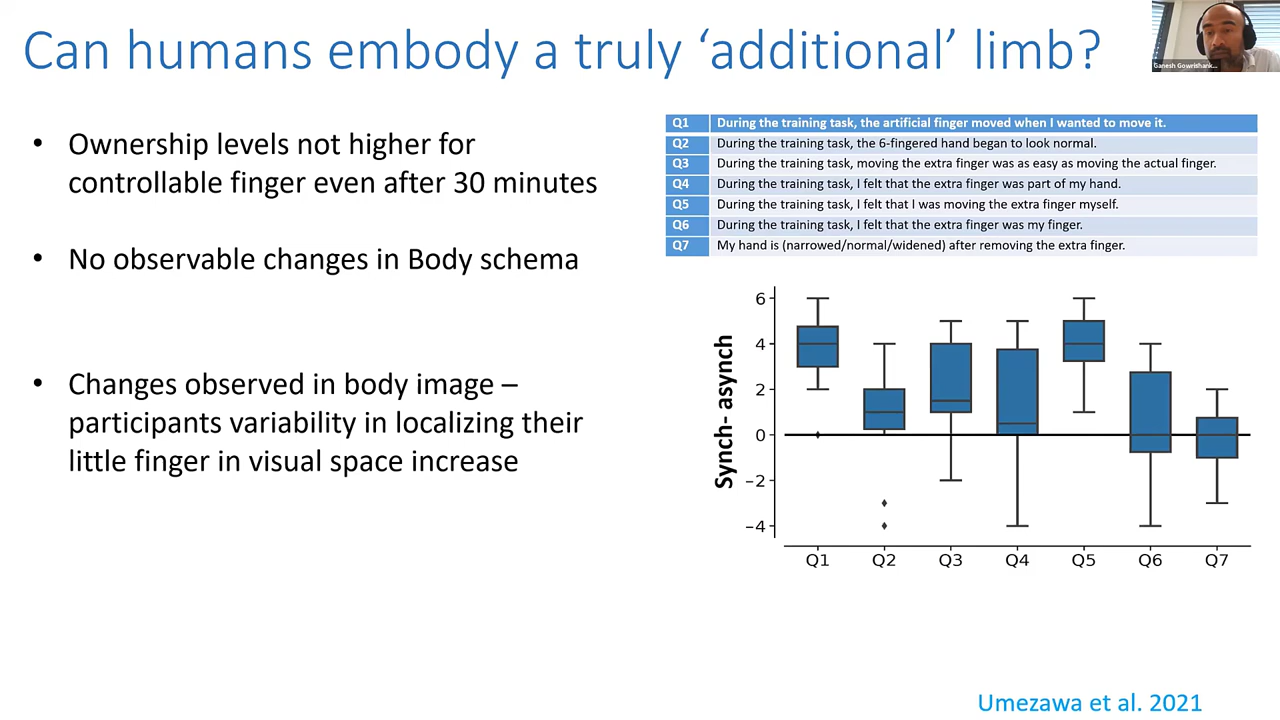 Can humans embody a truly ‘additional’ limb?
Ganesh Gowrishank...
• Ownership levels not higher for
controllable finger even after 30 minutes
• No observable changes in Body schema
• Changes observed in body image –
participants variability in localizing their
little finger in visual space increase
Q1 During the training task, the artificial finger moved when I wanted to move it.
Q2 During the training task, the 6-fingered hand began to look normal.
Q3 During the training task, moving the extra finger was as easy as moving the actual finger.
Q4 During the training task, I felt that the extra finger was part of my hand.
Q5 During the training task, I felt that I was moving the extra finger myself.
Q6 During the training task, I felt that the extra finger was my finger.
Q7 My hand is (narrowed/normal/widened) after removing the extra finger.
Synch- asynch
6
4
2
0
−2
−4
Q1 Q2 Q3 Q4 Q5 Q6 Q7
Umezawa et al. 2021